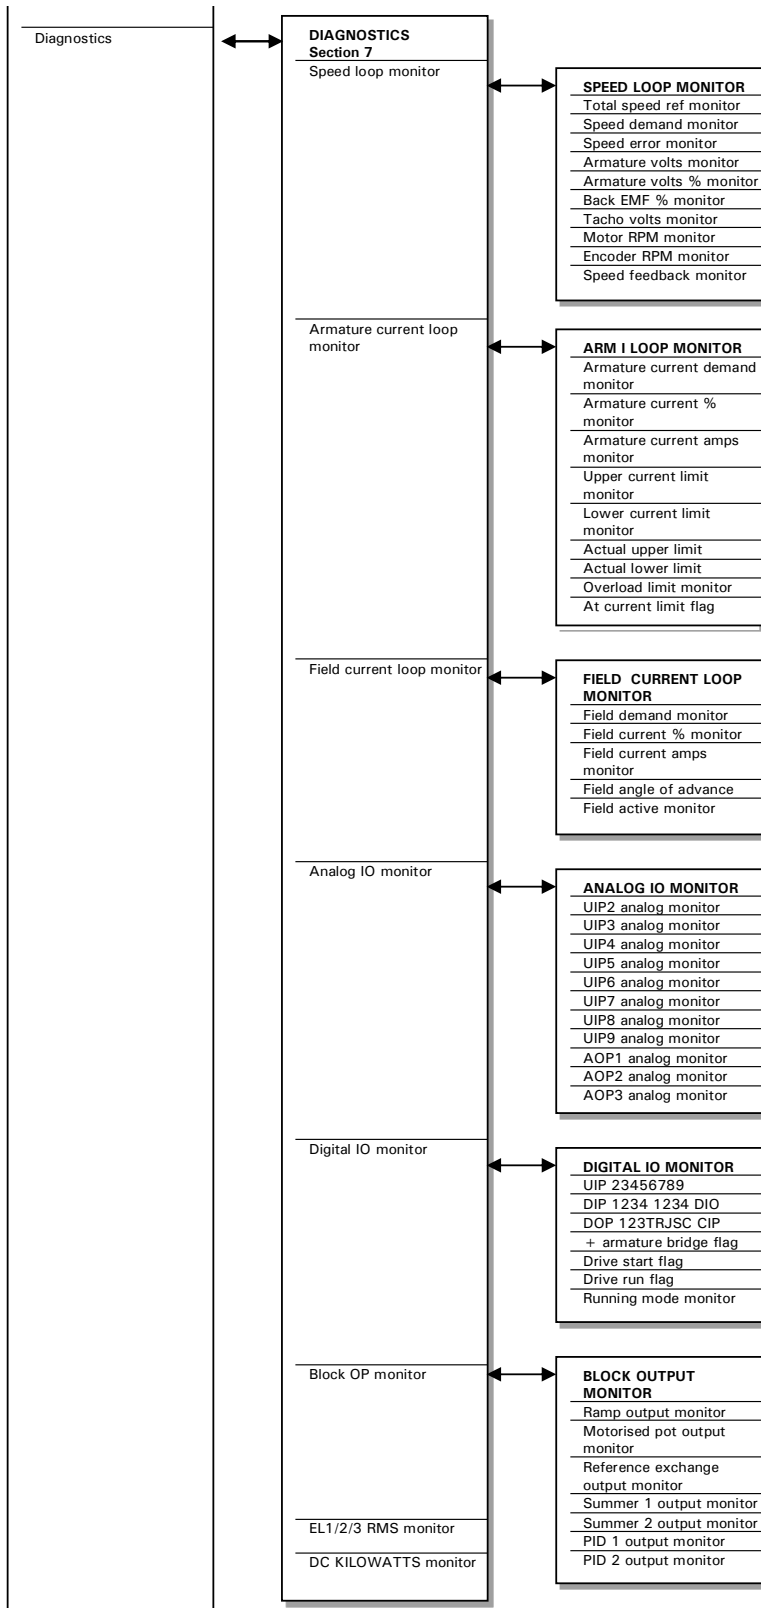 Diagnostics
DIAGNOSTICS
Section 7
Speed loop monitor
SPEED LOOP MONITOR
Total speed ref monitor
Speed demand monitor
Speed error monitor
Armature volts monitor
Armature volts % monitor
Back EMF % monitor
Tacho volts monitor
Motor RPM monitor
Encoder RPM monitor
Speed feedback monitor
Armature current loop
monitor
ARM I LOOP MONITOR
Armature current demand
monitor
Armature current %
monitor
Armature current amps
monitor
Upper current limit
monitor
Lower current limit
monitor
Actual upper limit
Actual lower limit
Overload limit monitor
At current limit flag
Field current loop monitor
FIELD CURRENT LOOP
MONITOR
Field demand monitor
Field current % monitor
Field current amps
monitor
Field angle of advance
Field active monitor
Analog IO monitor
ANALOG IO MONITOR
UIP2 analog monitor
UIP3 analog monitor
UIP4 analog monitor
UIP5 analog monitor
UIP6 analog monitor
UIP7 analog monitor
UIP8 analog monitor
UIP9 analog monitor
AOP1 analog monitor
AOP2 analog monitor
AOP3 analog monitor
Digital IO monitor
DIGITAL IO MONITOR
UIP 23456789
DIP 1234 1234 DIO
DOP 123TRJSC CIP
+ armature bridge flag
Drive start flag
Drive run flag
Running mode monitor
Block OP monitor
BLOCK OUTPUT
MONITOR
Ramp output monitor
Motorised pot output
monitor
Reference exchange
output monitor
Summer 1 output monitor
Summer 2 output monitor
PID 1 output monitor
PID 2 output monitor
EL1/2/3 RMS monitor
DC KILOWATTS monitor